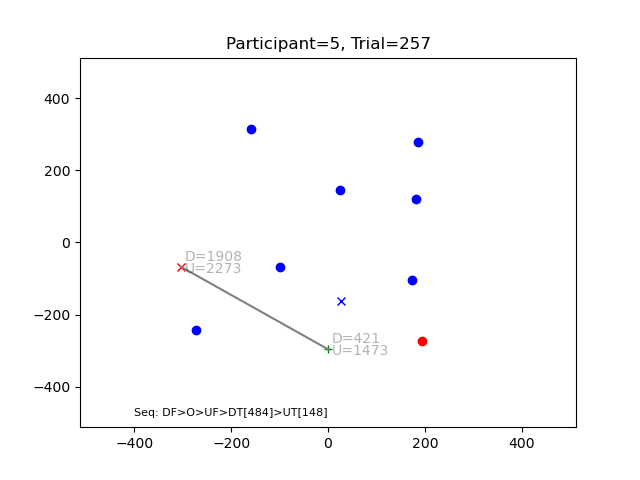 Participant=5, Trial=257
400
200
0
−200
−400
D=1908
U=2273
D=421
U=1473
Seq: DF>O>UF>DT[484]>UT[148]
−400 −200 0 200 400